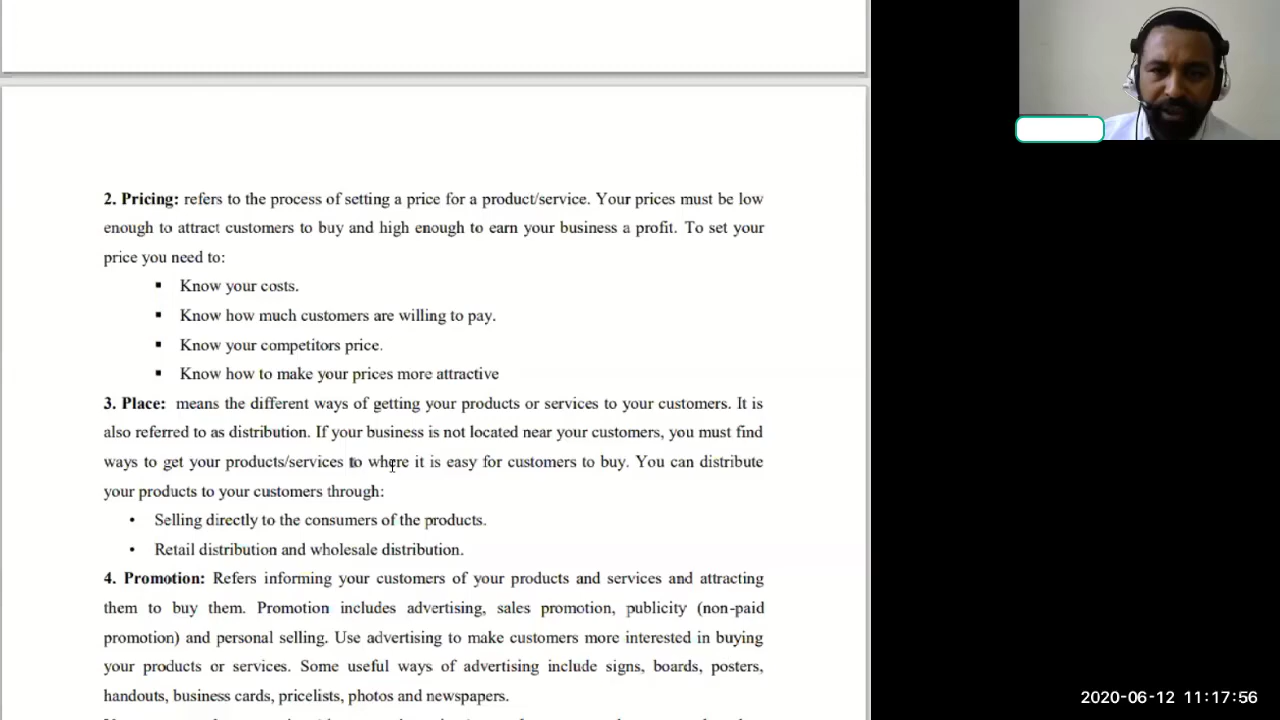 2. Pricing: refers to the process of setting a price for a product/service. Your prices must be low
enough to attract customers to buy and high enough to earn your business a profit. To set your
price you need to:
▪ Know your costs.
▪ Know how much customers are willing to pay.
▪ Know your competitors price.
▪ Know how to make your prices more attractive
3. Place: means the different ways of getting your products or services to your customers. It is
also referred to as distribution. If your business is not located near your customers, you must find
ways to get your products/services to where it is easy for customers to buy. You can distribute
your products to your customers through:
• Selling directly to the consumers of the products.
• Retail distribution and wholesale distribution.
4. Promotion: Refers informing your customers of your products and services and attracting
them to buy them. Promotion includes advertising, sales promotion, publicity (non-paid
promotion) and personal selling. Use advertising to make customers more interested in buying
your products or services. Some useful ways of advertising include signs, boards, posters,
handouts, business cards, pricelists, photos and newspapers.
2020-06-12 11:17:56